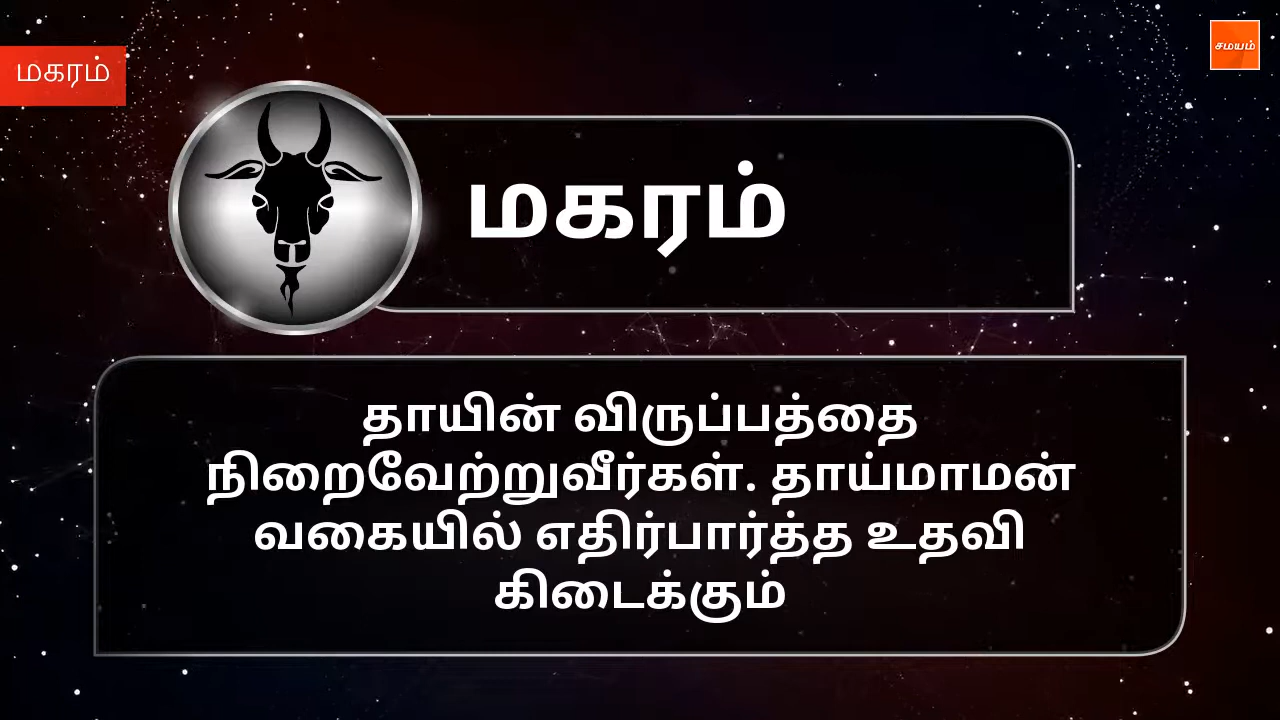 மகரம்
சமயம்
மகரம்
தாயின் விருப்பத்தை
நிறைவேற்றுவீர்கள். தாய்மாமன்
வகையில் எதிர்பார்த்த உதவி
கிடைக்கும்